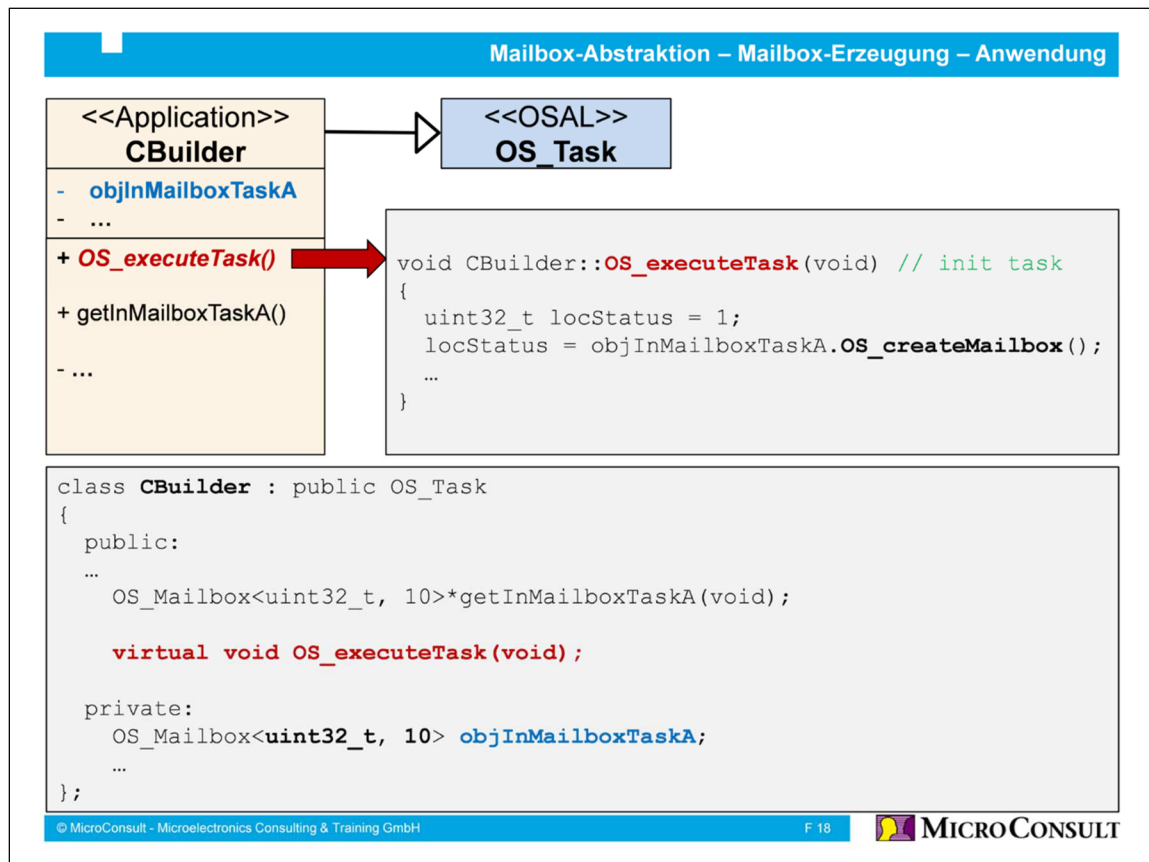 Mailbox-Abstraktion – Mailbox-Erzeugung – Anwendung
<<Application>>
CBuilder
- objInMailboxTaskA
- …
+ OS_executeTask()
+ getInMailboxTaskA()
- …
<<OSAL>>
OS_Task
void CBuilder::OS_executeTask(void) // init task
{
uint32_t locStatus = 1;
locStatus = objInMailboxTaskA.OS_createMailbox();
…
}
class CBuilder : public OS_Task
{
public:
…
OS_Mailbox<uint32_t, 10>*getInMailboxTaskA(void);
virtual void OS_executeTask(void);
private:
OS_Mailbox<uint32_t, 10> objInMailboxTaskA;
…
};
© MicroConsult - Microelectronics Consulting & Training GmbH
F 18
MICROCONSULT